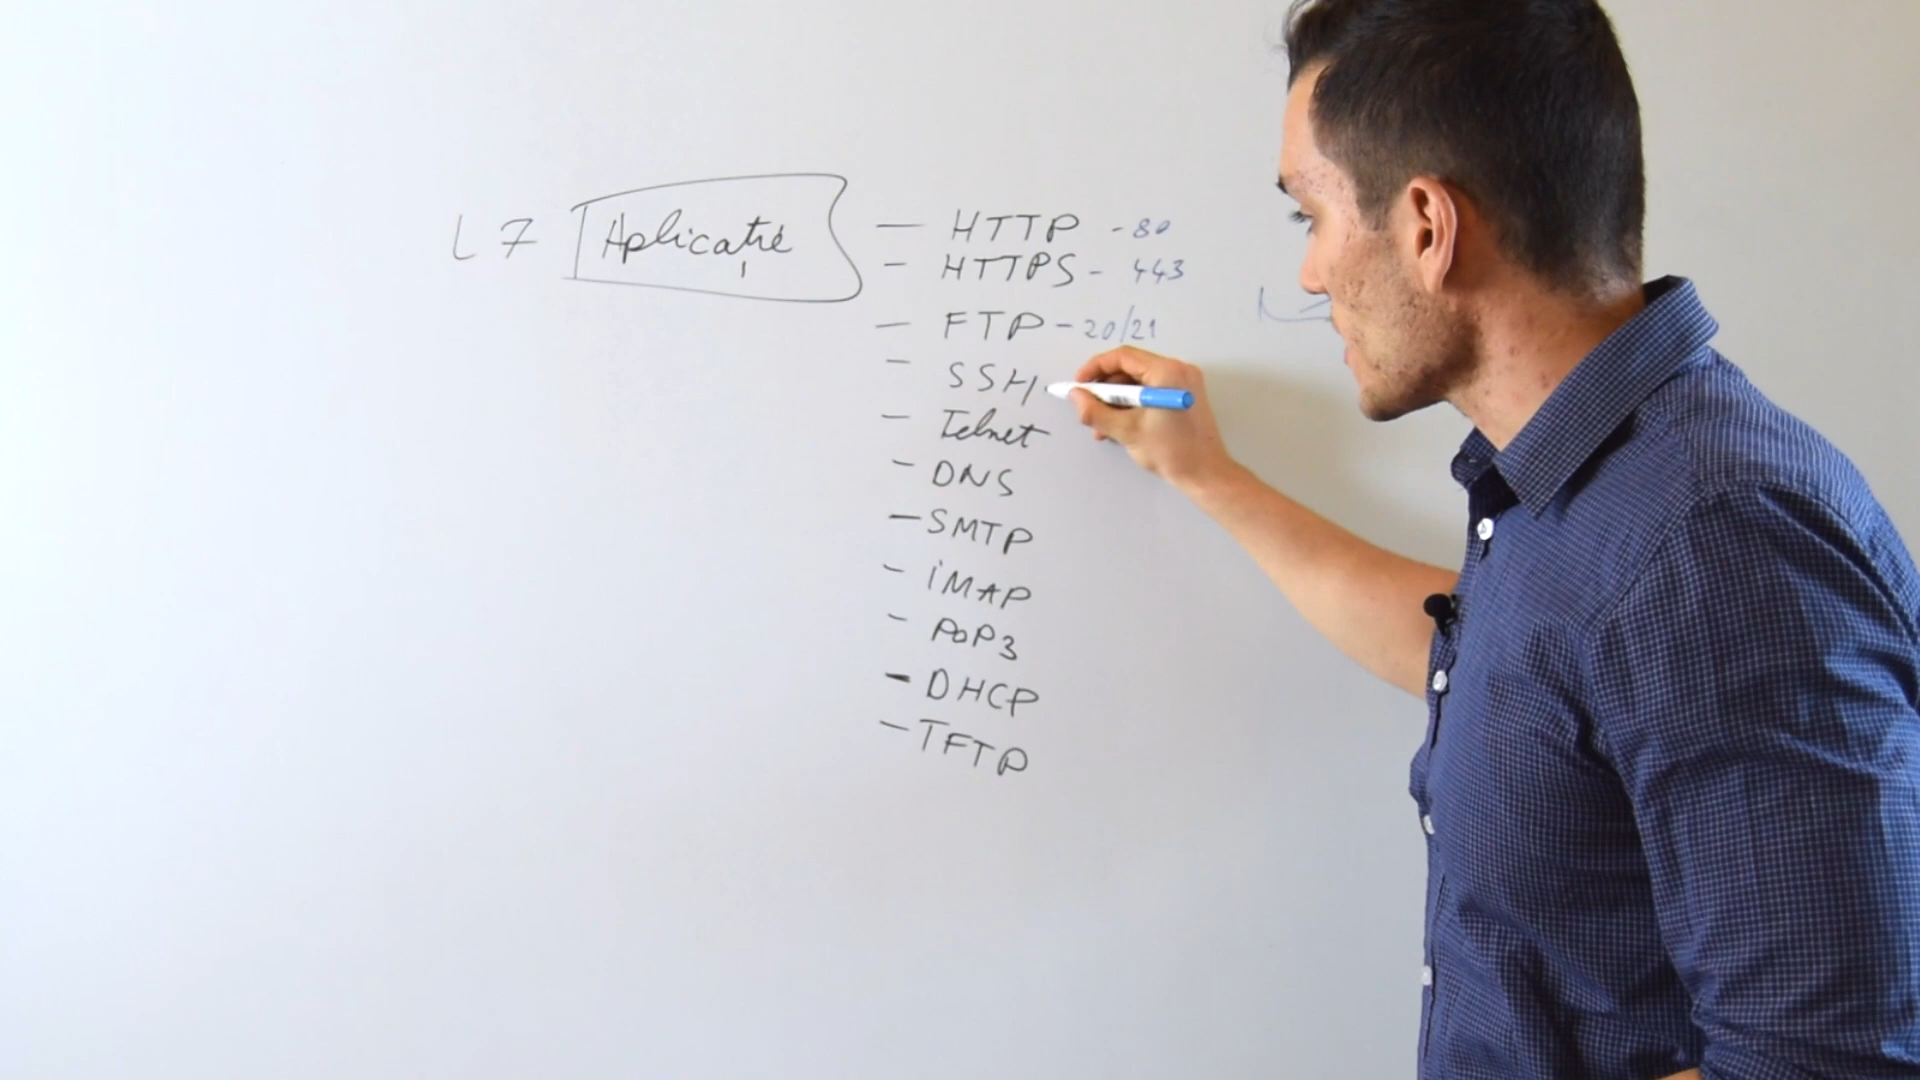 L7 Aplicație - HTTP - 80
- HTTPS - 443
- FTP - 20/21
- SSH
- Telnet
- DNS
- SMTP
- iMAP
- POP3
- DHCP
- TFTP